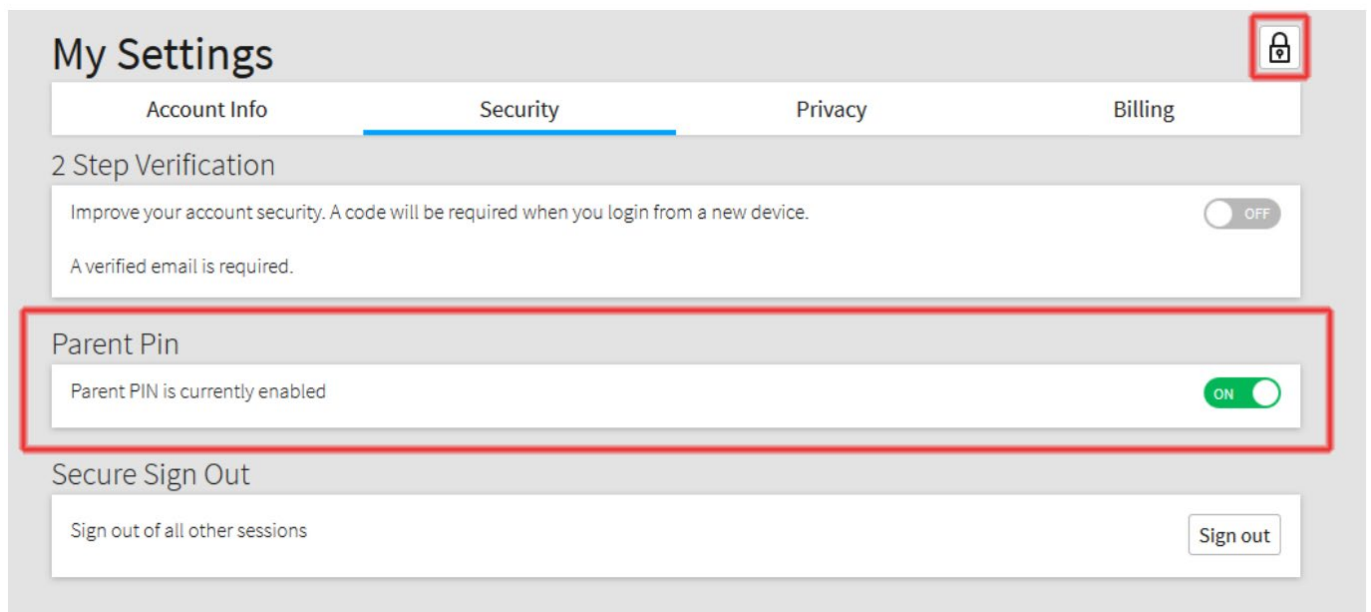 My Settings
Account Info Security Privacy Billing
2 Step Verification
Improve your account security. A code will be required when you login from a new device.
OFF
A verified email is required.
Parent Pin
Parent PIN is currently enabled
ON
Secure Sign Out
Sign out of all other sessions
Sign out